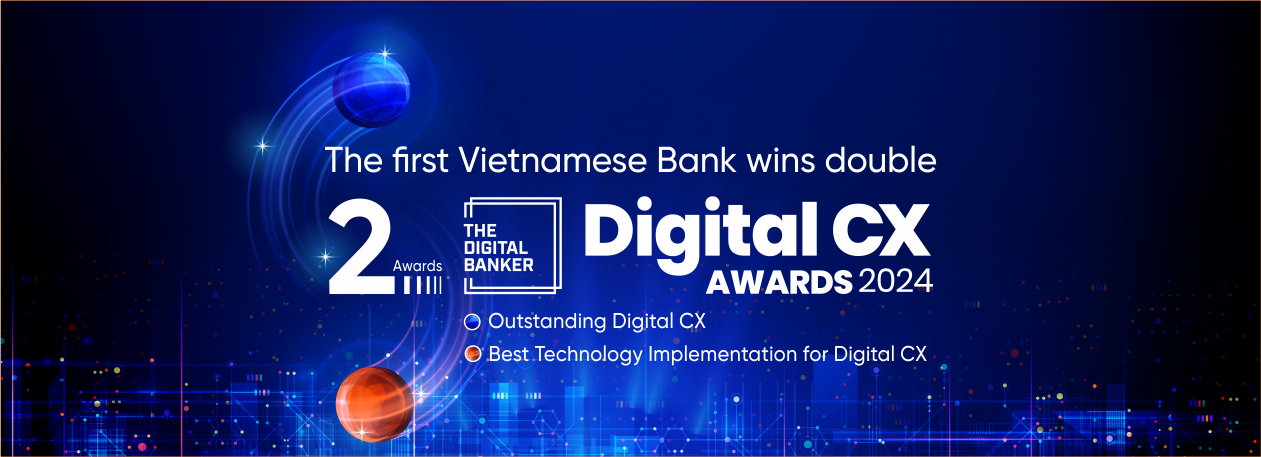 The first Vietnamese Bank wins double
2 Awards
THE
DIGITAL
BANKER
Digital CX
AWARDS 2024
Outstanding Digital CX
Best Technology Implementation for Digital CX